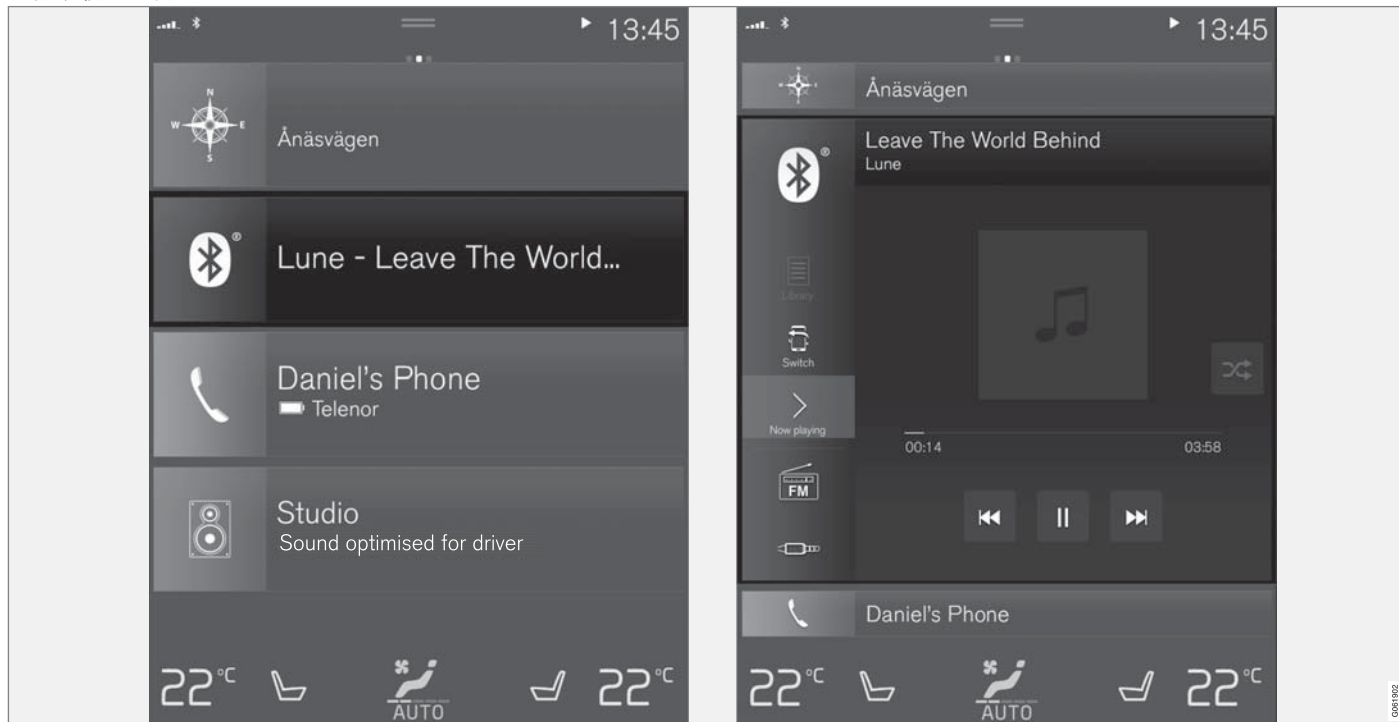 13:45
N
W E
S
Ånäsvägen
®
Lune - Leave The World...
Daniel's Phone
Telenor
Studio
Sound optimised for driver
22°C
AUTO
22°C
13:45
Ånäsvägen
®
Leave The World Behind
Lune
Library
Switch
Now playing
00:14
03:58
FM
Daniel's Phone
22°C
AUTO
22°C
G061902